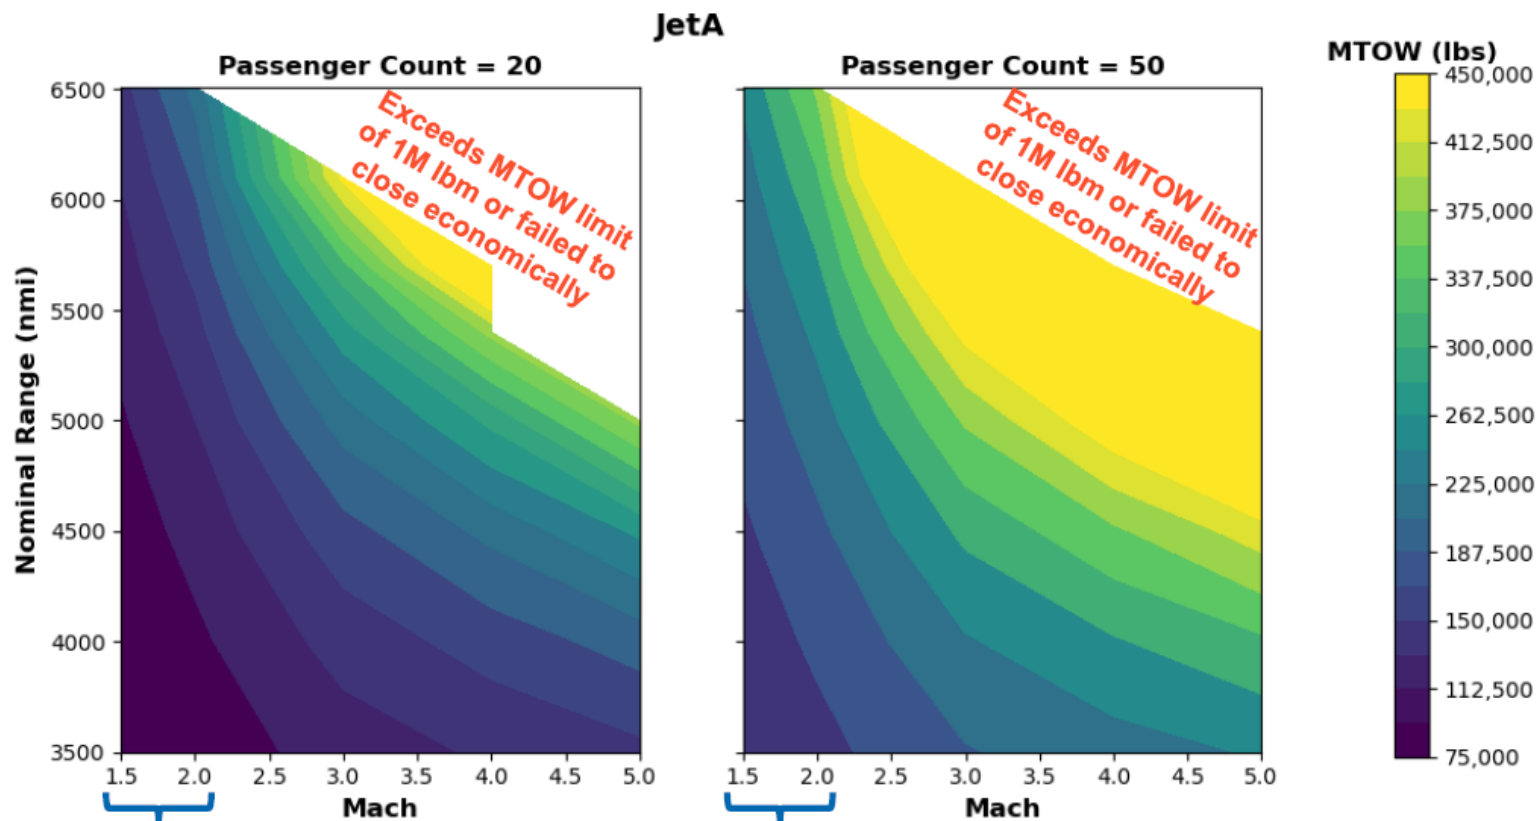 JetA
Passenger Count = 20
Passenger Count = 50
MTOW (lbs)
Nominal Range (nmi)
6500
6000
5500
5000
4500
4000
3500
Exceeds MTOW limit
of 1M lbm or failed to
close economically
1.5 2.0 2.5 3.0 3.5 4.0 4.5 5.0
Mach
Exceeds MTOW limit
of 1M lbm or failed to
close economically
1.5 2.0 2.5 3.0 3.5 4.0 4.5 5.0
Mach
450,000
412,500
375,000
337,500
300,000
262,500
225,000
187,500
150,000
112,500
75,000